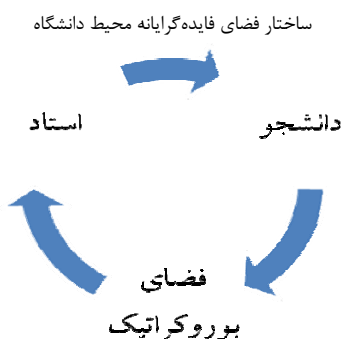 ساختار فضای فایده‌گرایانه محیط دانشگاه
دانشجو
استاد
فضای
بوروکراتیک